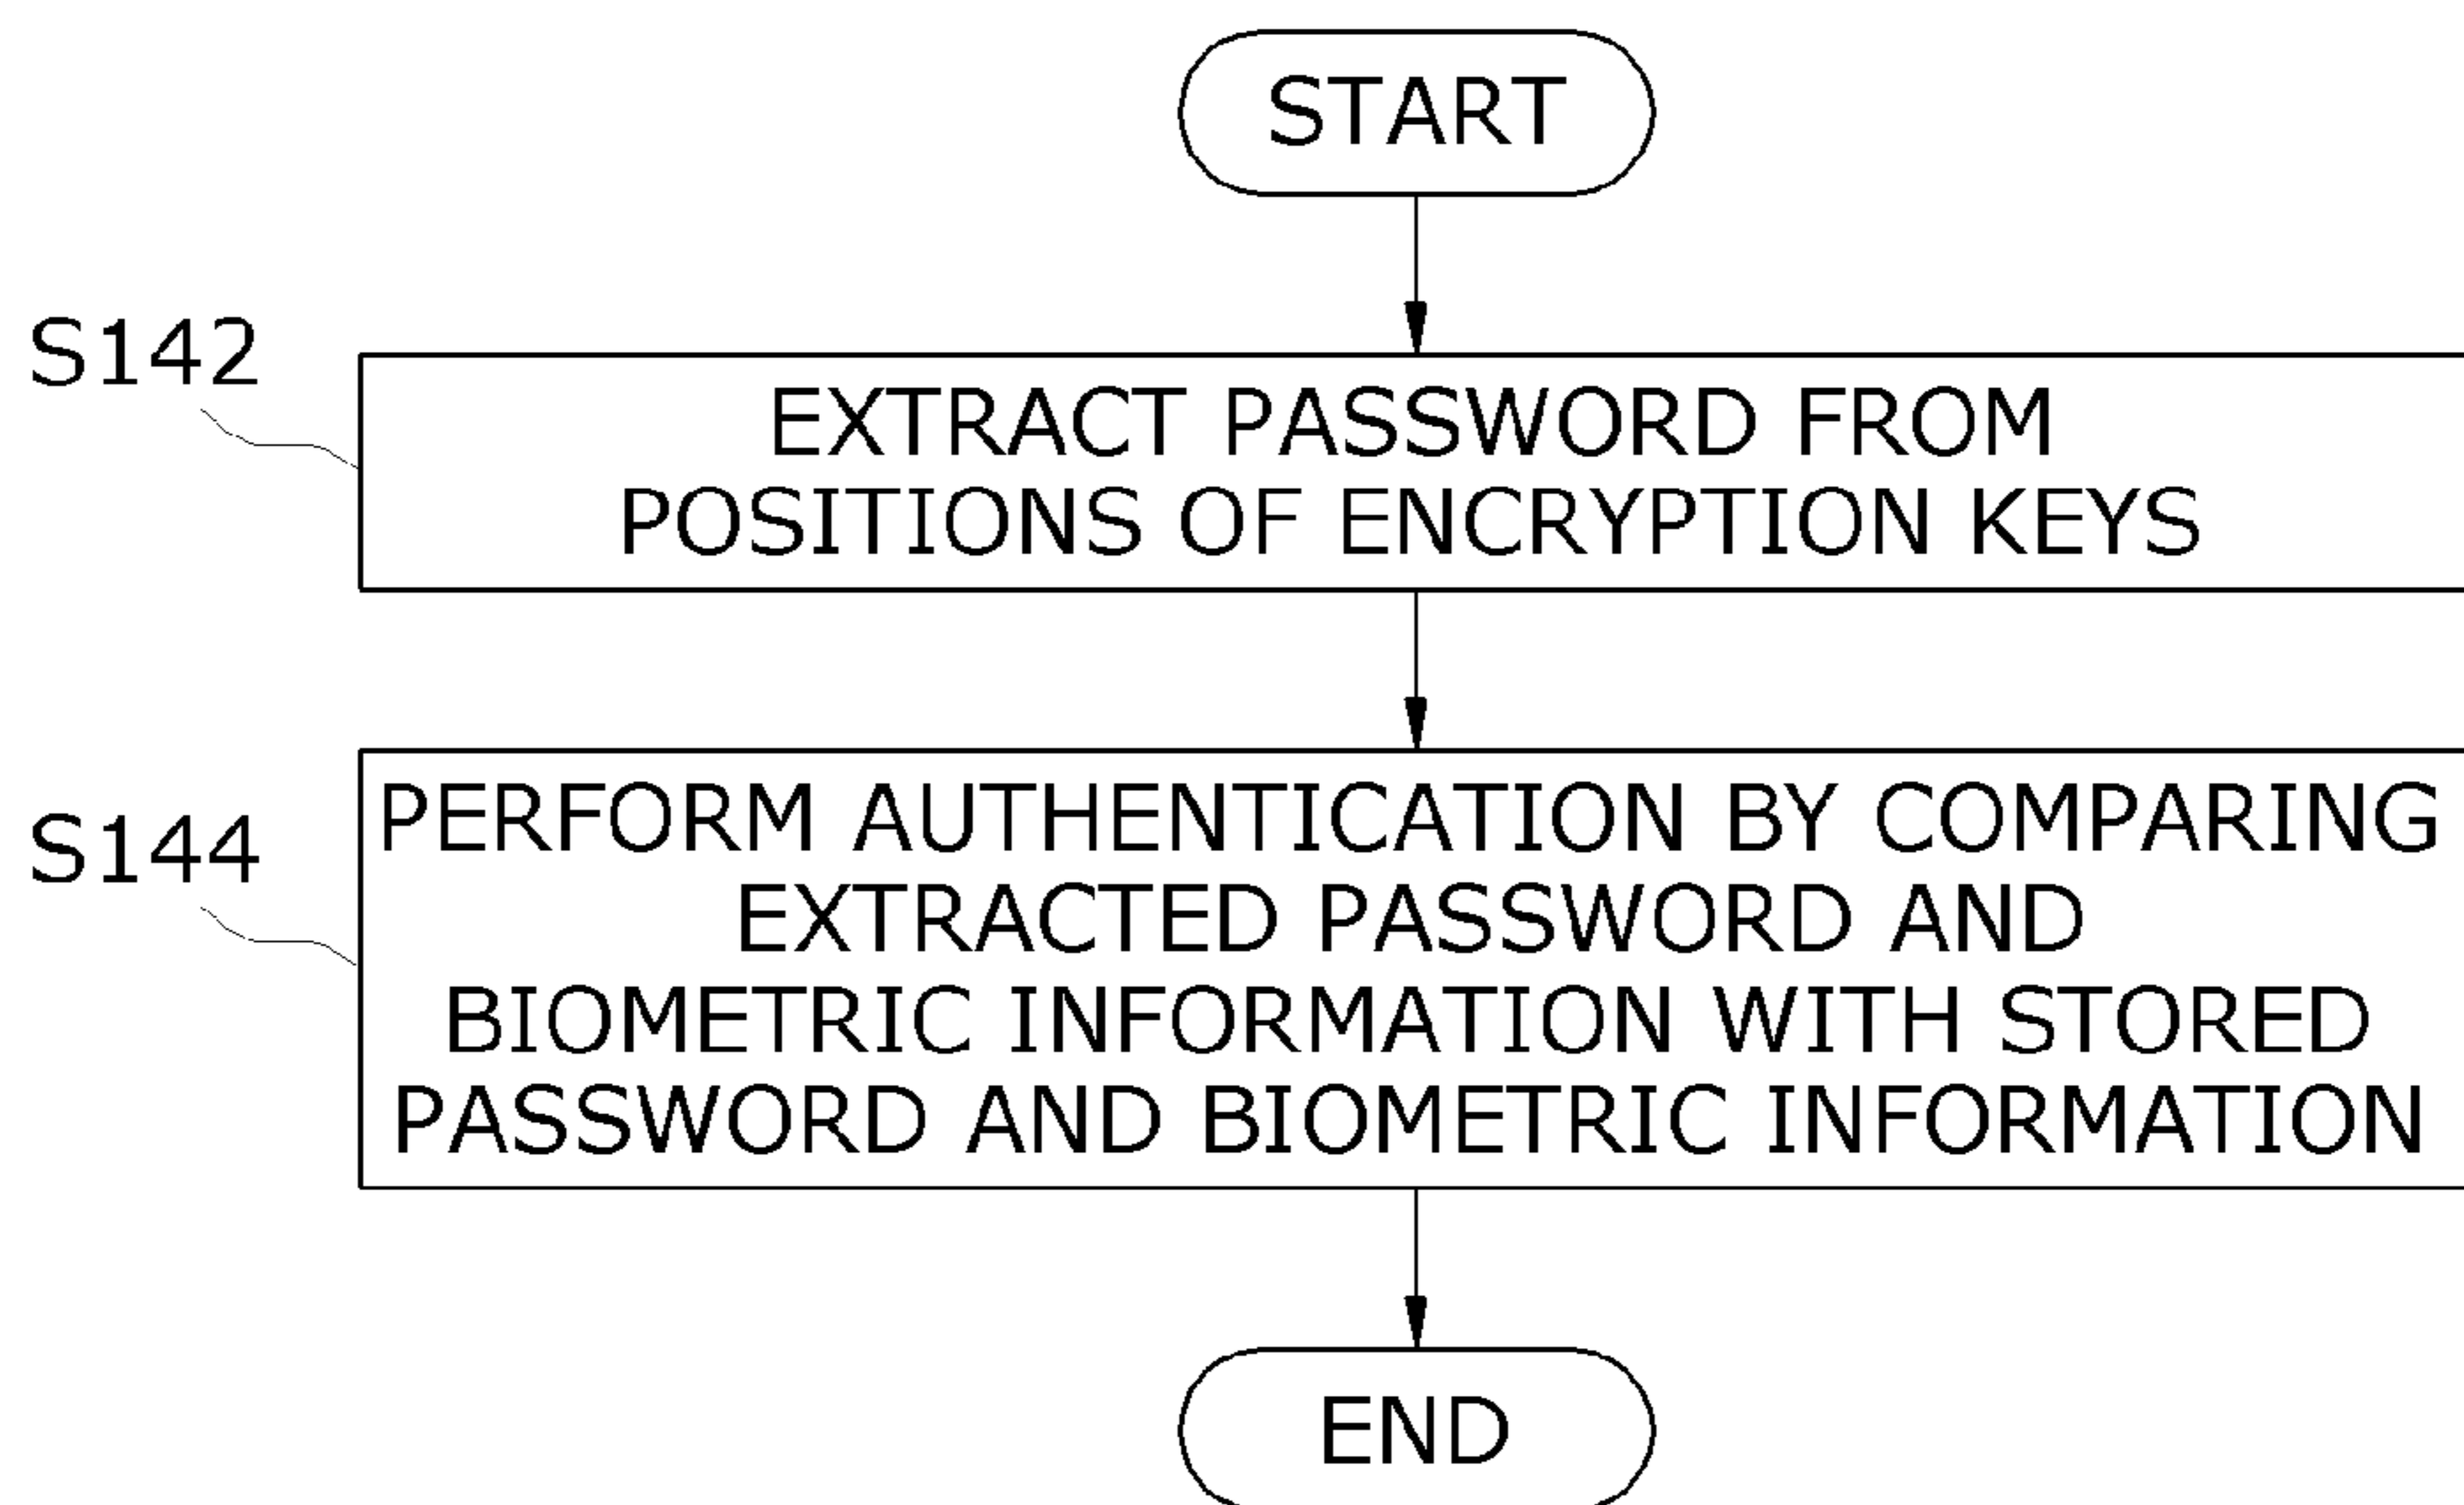 START
S142
EXTRACT PASSWORD FROM
POSITIONS OF ENCRYPTION KEYS
S144
PERFORM AUTHENTICATION BY COMPARING
EXTRACTED PASSWORD AND
BIOMETRIC INFORMATION WITH STORED
PASSWORD AND BIOMETRIC INFORMATION
END